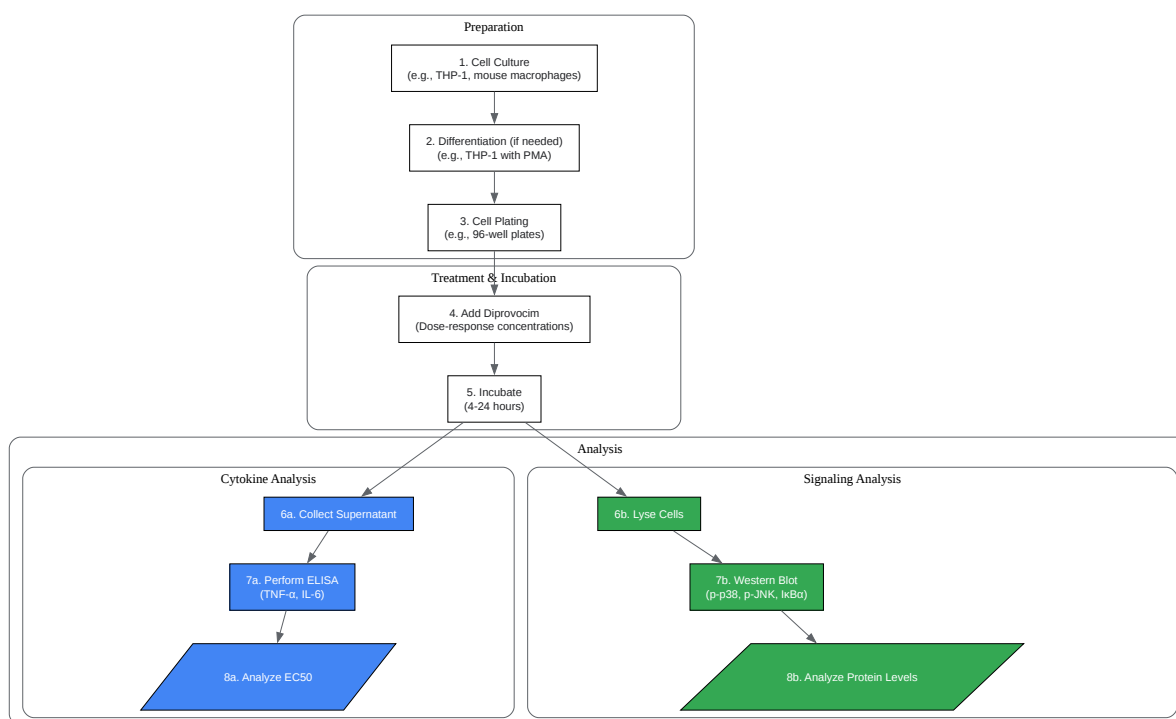 Preparation
1. Cell Culture
(e.g., THP-1, mouse macrophages)
2. Differentiation (if needed)
(e.g., THP-1 with PMA)
3. Cell Plating
(e.g., 96-well plates)
Treatment & Incubation
4. Add Diprovocim
(Dose-response concentrations)
5. Incubate
(4-24 hours)
Analysis
Cytokine Analysis
6a. Collect Supernatant
7a. Perform ELISA
(TNF-α, IL-6)
8a. Analyze EC50
Signaling Analysis
6b. Lyse Cells
7b. Western Blot
(p-p38, p-JNK, IκBα)
8b. Analyze Protein Levels